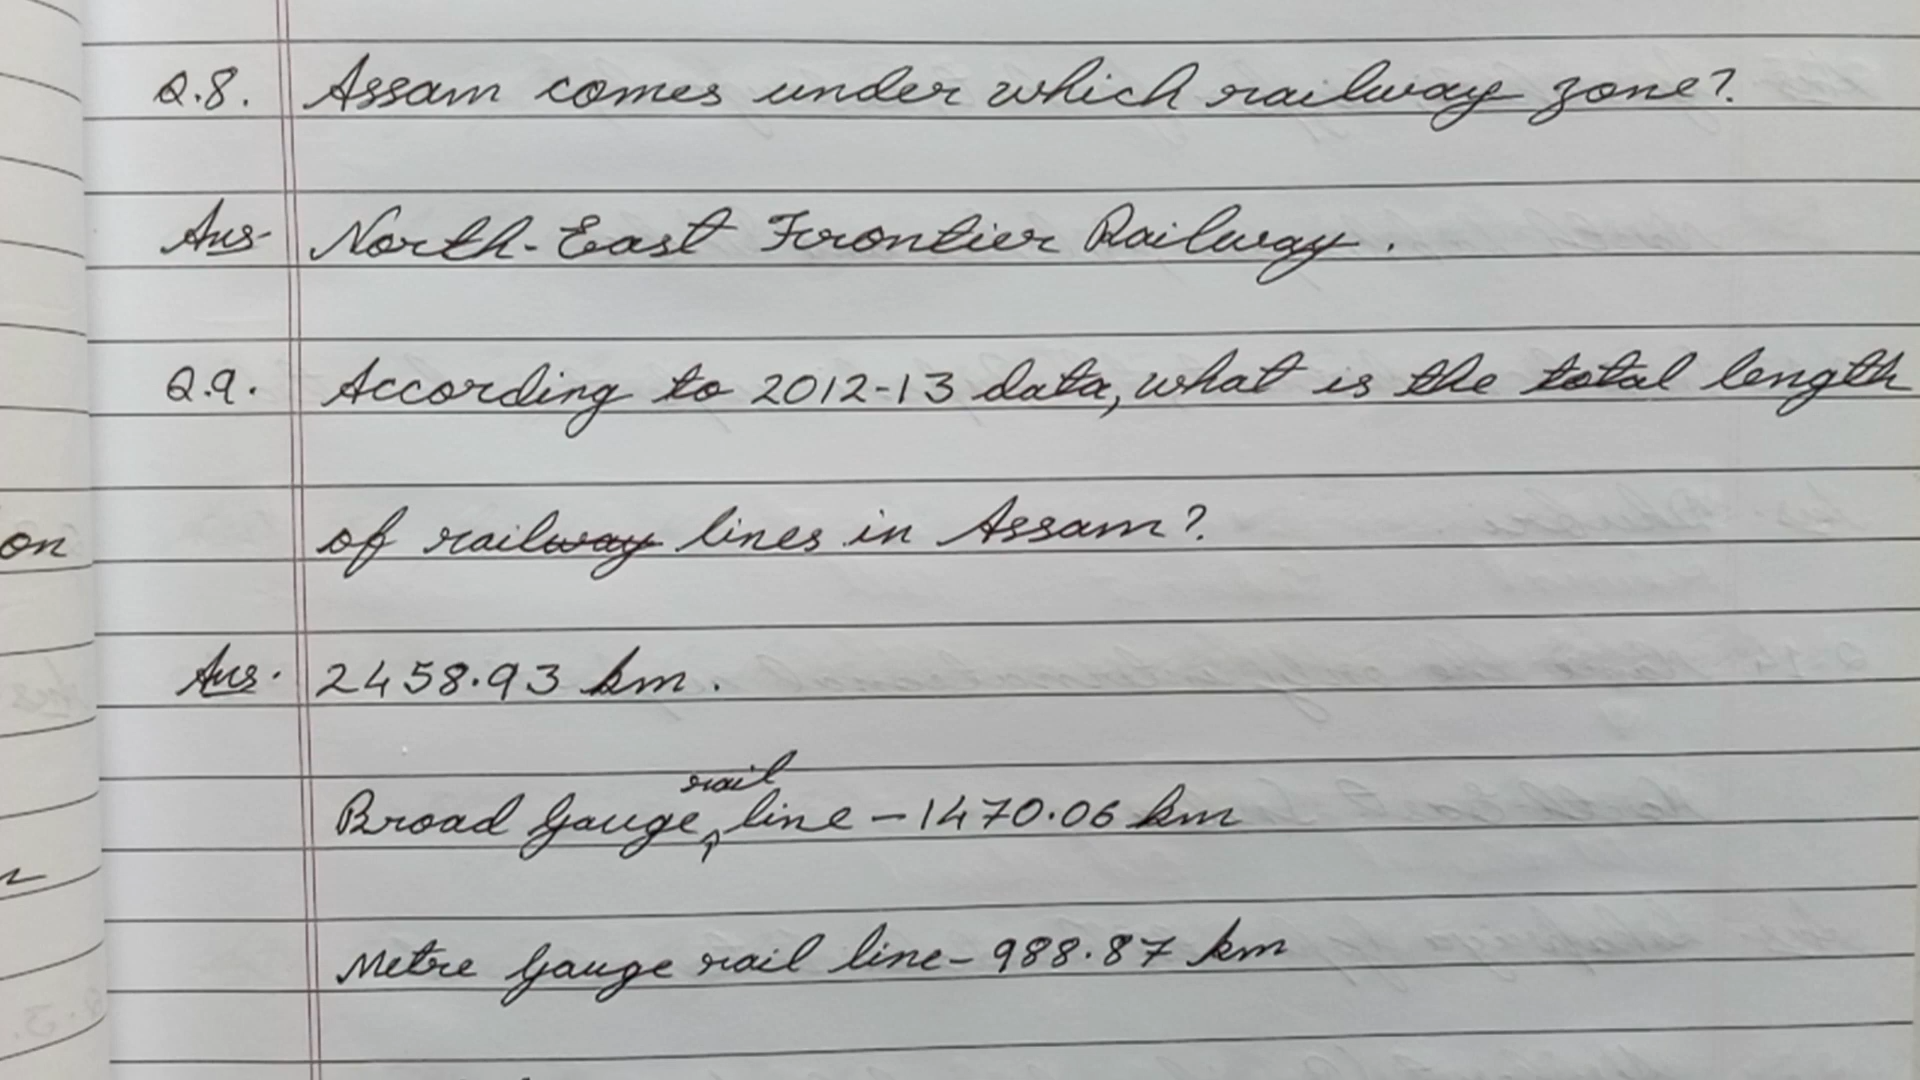 Q.8. Assam comes under which railway zone?
Ans- North-East Frontier Railway.
Q.9. According to 2012-13 data, what is the total length
of railway lines in Assam?
on
Ans. 2458.93 km.
Broad Gauge rail line - 1470.06 km
Metre Gauge rail line - 988.87 km